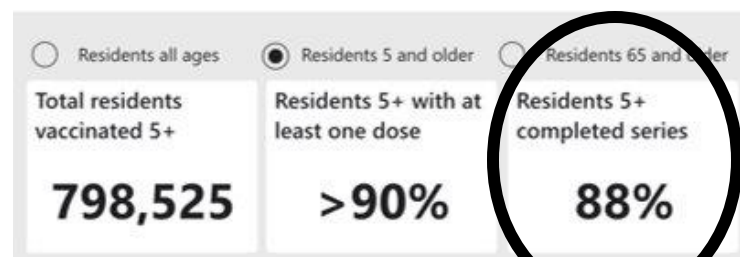 Residents all ages Residents 5 and older Residents 65 and older
Total residents
vaccinated 5+
798,525
Residents 5+ with at
least one dose
>90%
Residents 5+
completed series
88%